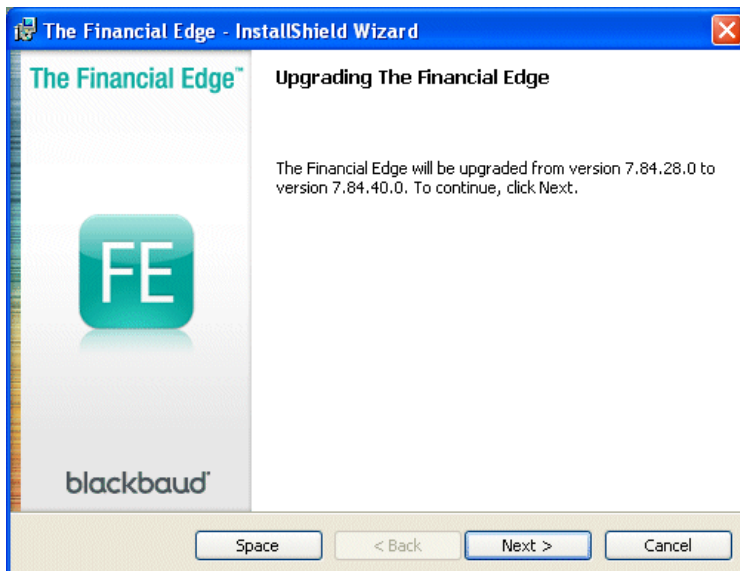 The Financial Edge - InstallShield Wizard
The Financial Edge™
Upgrading The Financial Edge
The Financial Edge will be upgraded from version 7.84.28.0 to
version 7.84.40.0. To continue, click Next.
FE
blackbaud®
Space
< Back
Next >
Cancel